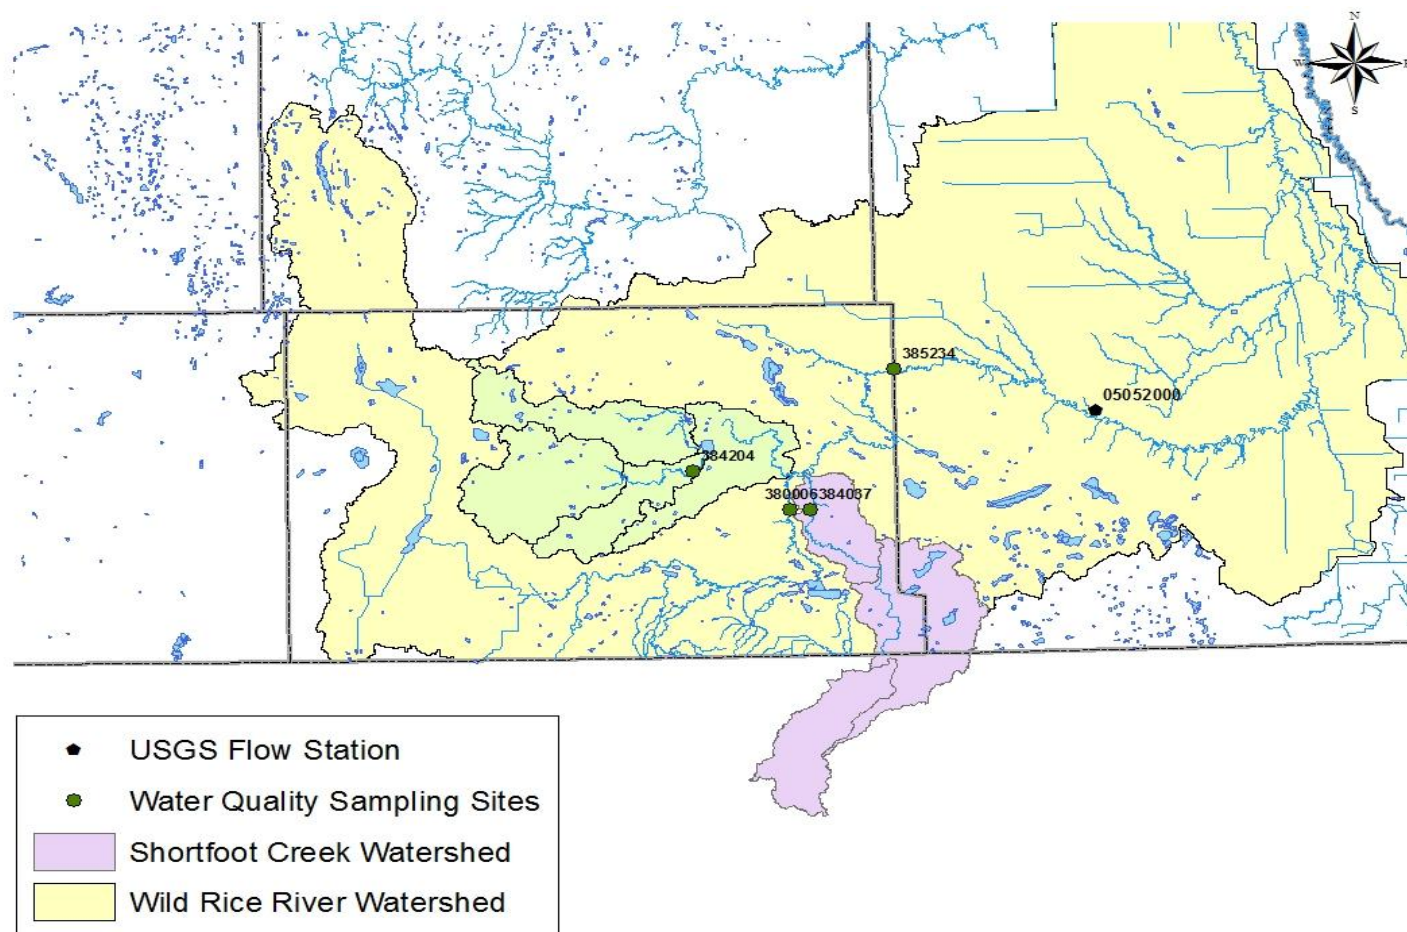 N
W
S
385234
05052000
384204
380006384037
USGS Flow Station
Water Quality Sampling Sites
Shortfoot Creek Watershed
Wild Rice River Watershed